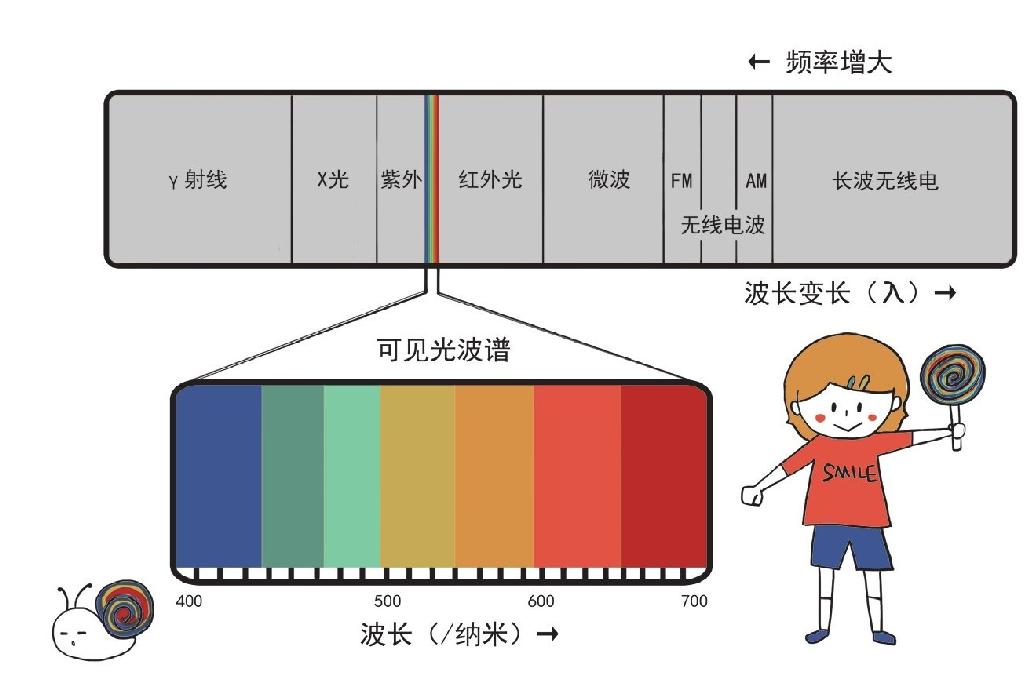 ← 频率增大
γ射线 X光 紫外 红外光 微波 FM AM 长波无线电
无线电波
波长变长（入）→
可见光波谱
SMILE
400 500 600 700
波长（/纳米）→